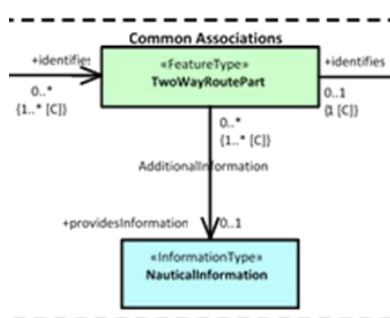 Common Associations
+identifies
«FeatureType»
TwoWayRoutePart
+identifies
0..*
{1..* [C]}
0..1
{1 [C]}
0..*
{1..* [C]}
AdditionalInformation
+providesInformation
0..1
«InformationType»
NauticalInformation